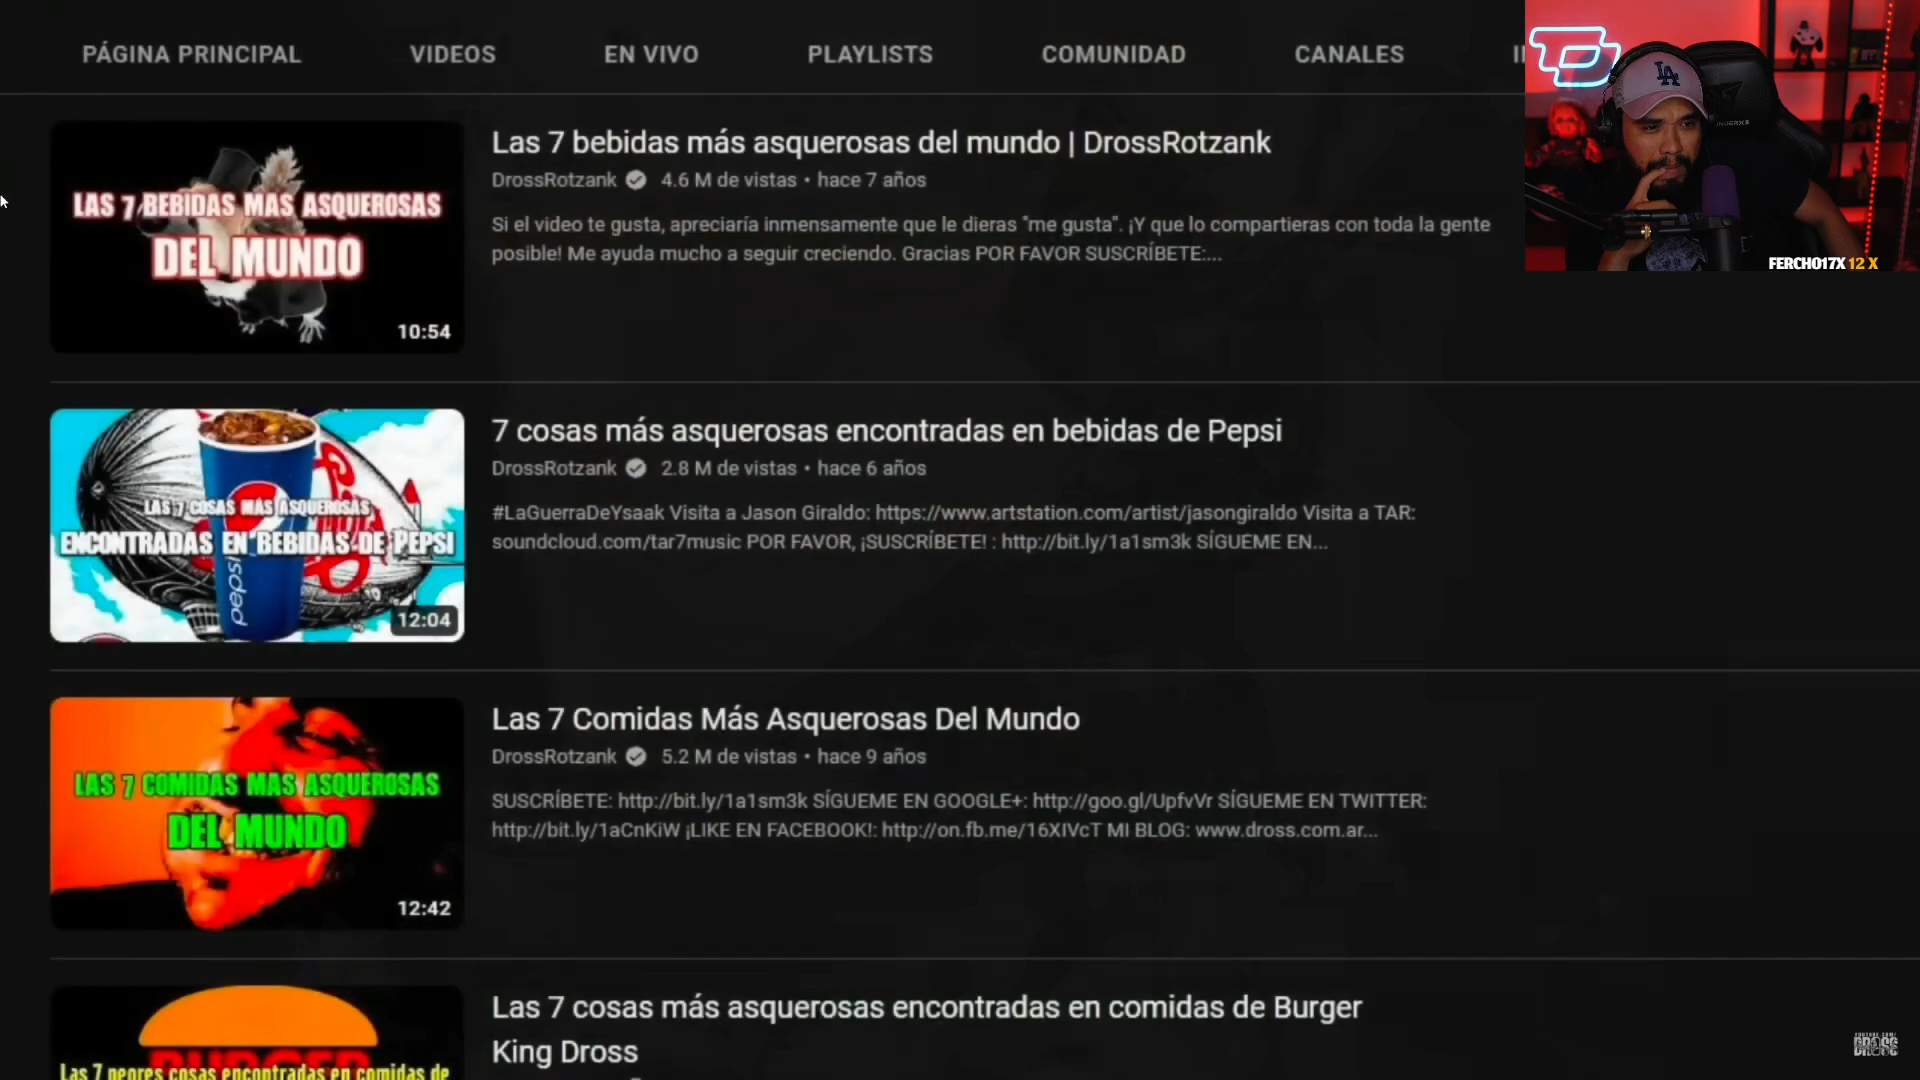 PÁGINA PRINCIPAL VIDEOS EN VIVO PLAYLISTS COMUNIDAD CANALES
LA
FERCHO17X 12 X
LAS 7 BEBIDAS MAS ASQUEROSAS
DEL MUNDO
10:54
Las 7 bebidas más asquerosas del mundo | DrossRotzank
DrossRotzank 4.6 M de vistas • hace 7 años
Si el video te gusta, apreciaría inmensamente que le dieras "me gusta". ¡Y que lo compartieras con toda la gente
posible! Me ayuda mucho a seguir creciendo. Gracias POR FAVOR SUSCRÍBETE:...
LAS 7 COSAS MÁS ASQUEROSAS
ENCONTRADAS EN BEBIDAS DE PEPSI
pepsi
12:04
7 cosas más asquerosas encontradas en bebidas de Pepsi
DrossRotzank 2.8 M de vistas • hace 6 años
#LaGuerraDeYsaak Visita a Jason Giraldo: https://www.artstation.com/artist/jasongiraldo Visita a TAR:
soundcloud.com/tar7music POR FAVOR, ¡SUSCRÍBETE! : http://bit.ly/1a1sm3k SÍGUEME EN...
LAS 7 COMIDAS MAS ASQUEROSAS
DEL MUNDO
12:42
Las 7 Comidas Más Asquerosas Del Mundo
DrossRotzank 5.2 M de vistas • hace 9 años
SUSCRÍBETE: http://bit.ly/1a1sm3k SÍGUEME EN GOOGLE+: http://goo.gl/UpfvVr SÍGUEME EN TWITTER:
http://bit.ly/1aCnKiW ¡LIKE EN FACEBOOK!: http://on.fb.me/16XIVcT MI BLOG: www.dross.com.ar...
BURGER
Las 7 peores cosas encontradas en comidas de
Las 7 cosas más asquerosas encontradas en comidas de Burger
King Dross
YOUTUBE.COM/
DROSS